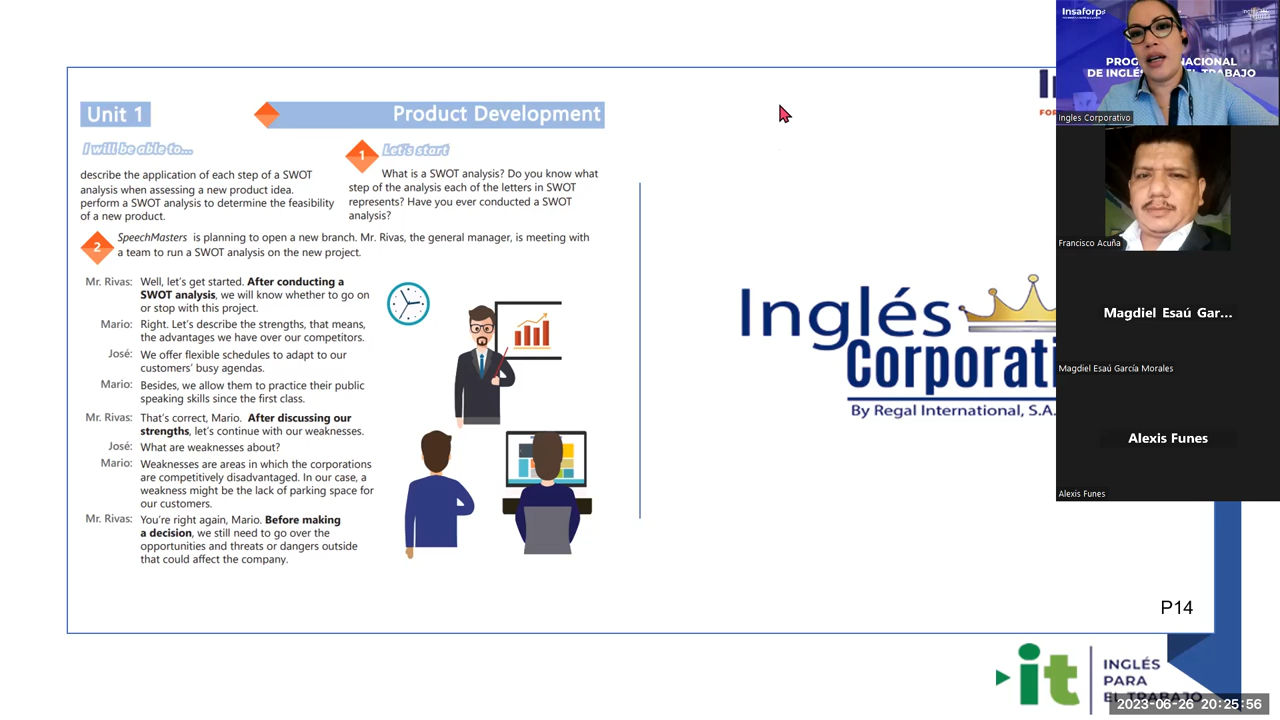 Unit 1
Product Development
I will be able to...
describe the application of each step of a SWOT
analysis when assessing a new product idea.
perform a SWOT analysis to determine the feasibility
of a new product.
1
Let's start
What is a SWOT analysis? Do you know what
step of the analysis each of the letters in SWOT
represents? Have you ever conducted a SWOT
analysis?
2
SpeechMasters is planning to open a new branch. Mr. Rivas, the general manager, is meeting with
a team to run a SWOT analysis on the new project.
Mr. Rivas: Well, let's get started. After conducting a
SWOT analysis, we will know whether to go on
or stop with this project.
Mario: Right. Let's describe the strengths, that means,
the advantages we have over our competitors.
José: We offer flexible schedules to adapt to our
customers' busy agendas.
Mario: Besides, we allow them to practice their public
speaking skills since the first class.
Mr. Rivas: That's correct, Mario. After discussing our
strengths, let's continue with our weaknesses.
José: What are weaknesses about?
Mario: Weaknesses are areas in which the corporations
are competitively disadvantaged. In our case, a
weakness might be the lack of parking space for
our customers.
Mr. Rivas: You're right again, Mario. Before making
a decision, we still need to go over the
opportunities and threats or dangers outside
that could affect the company.
Inglés
Corporati
By Regal International, S.A.
P14
it
INGLÉS
PARA
EL TRABAJO
2023-06-26 20:25:56
Insaforp
DE INGLÉS
EL TRABAJO
Ingles Corporativo
Francisco Acuña
Magdiel Esaú Gar...
Magdiel Esaú García Morales
Alexis Funes
Alexis Funes